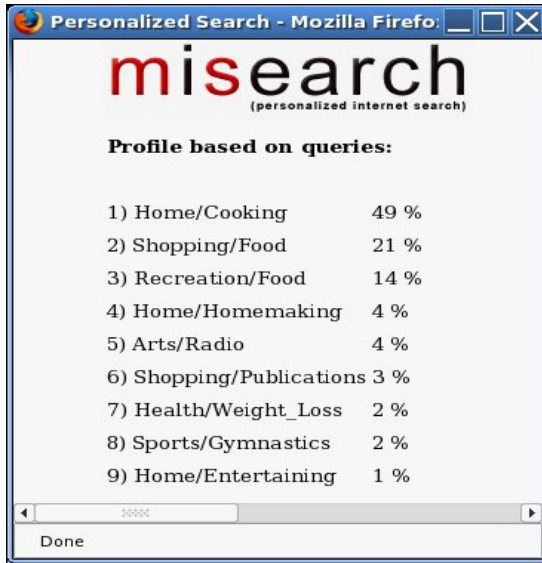 Personalized Search - Mozilla Firefo
misearch
(personalized internet search)
Profile based on queries:
1) Home/Cooking 49 %
2) Shopping/Food 21 %
3) Recreation/Food 14 %
4) Home/Homemaking 4 %
5) Arts/Radio 4 %
6) Shopping/Publications 3 %
7) Health/Weight_Loss 2 %
8) Sports/Gymnastics 2 %
9) Home/Entertaining 1 %
Done